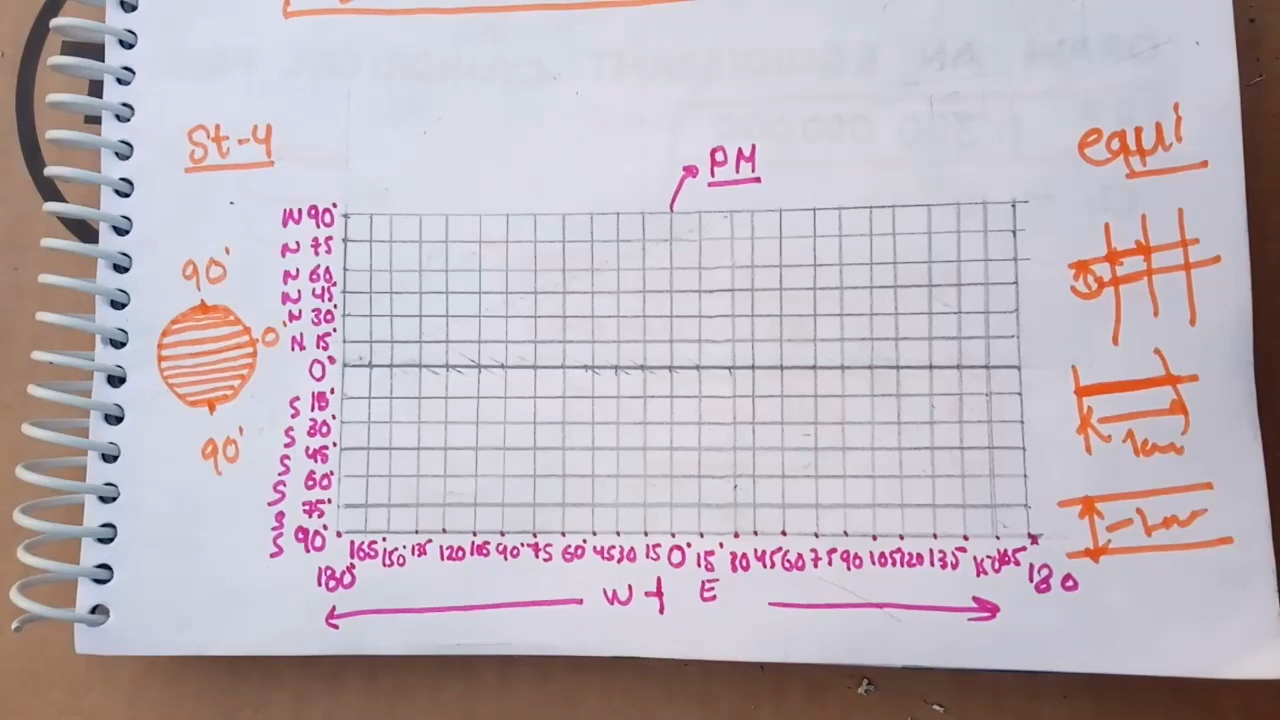 St-4
PM
equi
N 90°
N 75°
N 60°
N 45°
N 30°
N 15°
0°
S 15°
S 30°
S 45°
S 60°
S 75°
S 90°
90°
0°
90°
180° 165° 150° 135 120 105 90° 75 60° 45 30 15 0° 15° 30 45 60 75 90 105 120 135 165 180
W + E
1cm